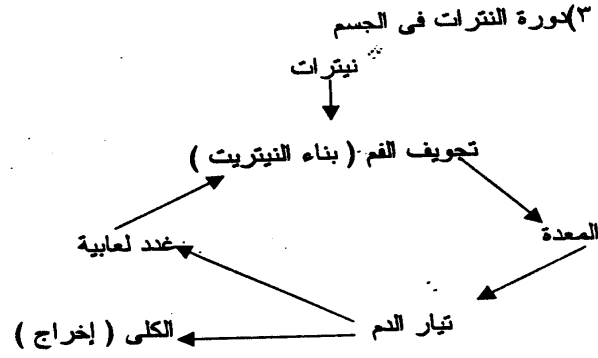 ٣)دورة النترات فى الجسم
نيترات
تجويف الفم ( بناء النيتريت )
المعدة
غدد لعابية
تيار الدم
الكلى ( إخراج )